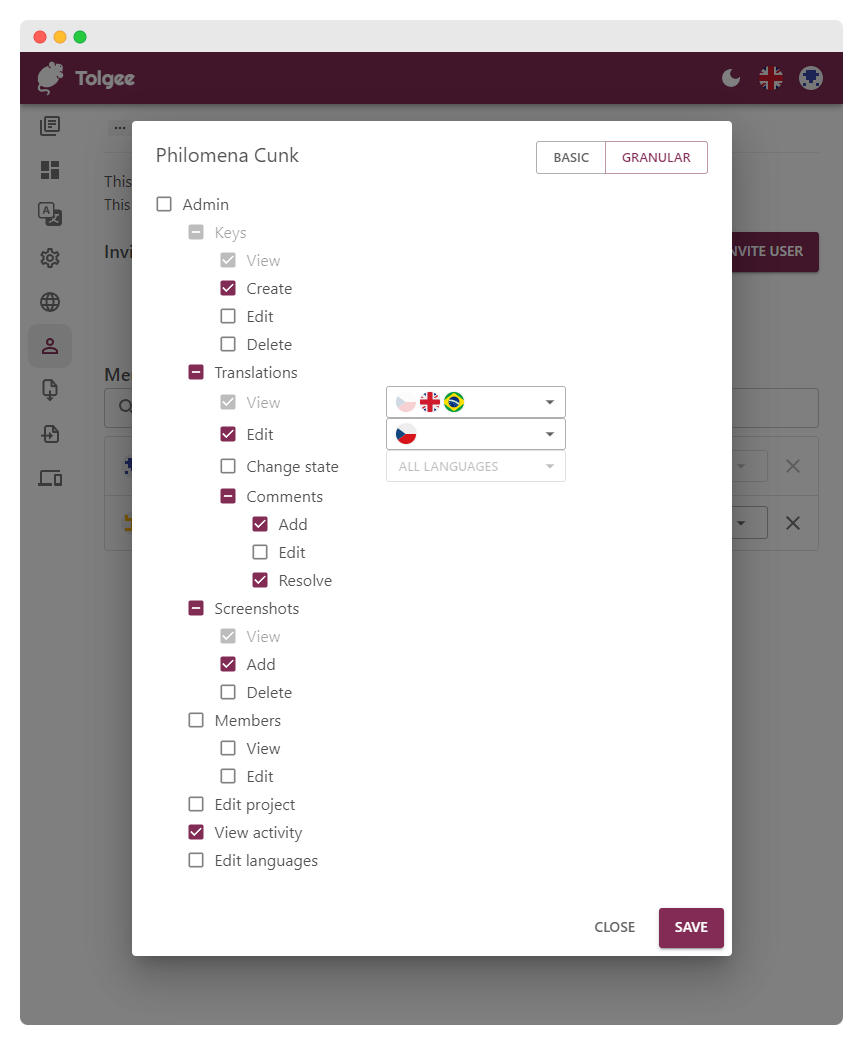 Tolgee
...
This
This
Invi
NVITE USER
Me
Philomena Cunk
BASIC GRANULAR
Admin
Keys
View
Create
Edit
Delete
Translations
View
Edit
Change state ALL LANGUAGES
Comments
Add
Edit
Resolve
Screenshots
View
Add
Delete
Members
View
Edit
Edit project
View activity
Edit languages
CLOSE SAVE